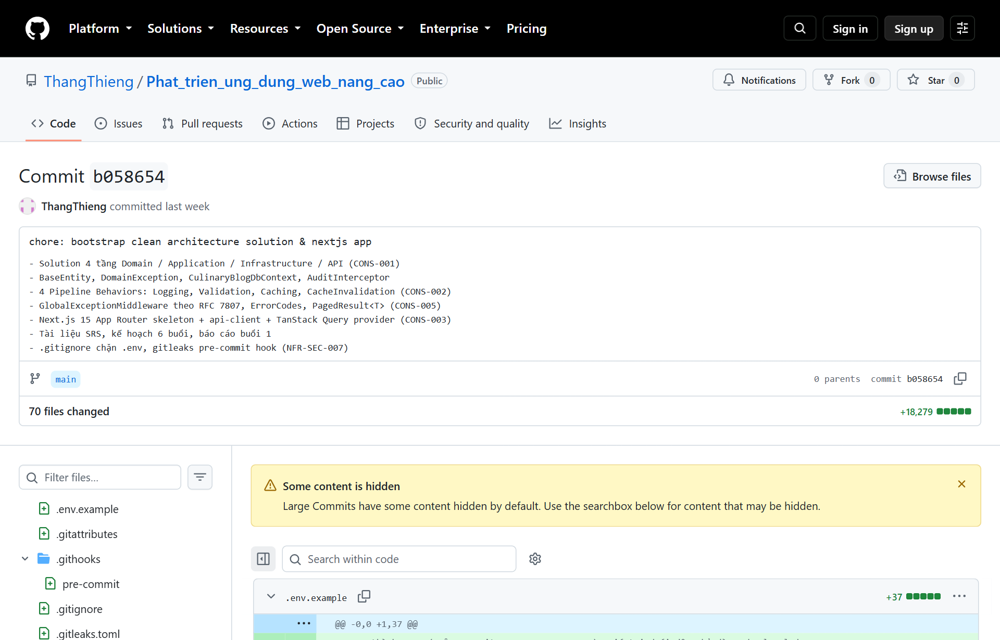 Platform Solutions Resources Open Source Enterprise Pricing Sign in Sign up
ThangThieng / Phat_trien_ung_dung_web_nang_cao Public Notifications Fork 0 Star 0
Code Issues Pull requests Actions Projects Security and quality Insights
Commit b058654 Browse files
ThangThieng committed last week
chore: bootstrap clean architecture solution & nextjs app
- Solution 4 tầng Domain / Application / Infrastructure / API (CONS-001)
- BaseEntity, DomainException, CulinaryBlogDbContext, AuditInterceptor
- 4 Pipeline Behaviors: Logging, Validation, Caching, CacheInvalidation (CONS-002)
- GlobalExceptionMiddleware theo RFC 7807, ErrorCodes, PagedResult<T> (CONS-005)
- Next.js 15 App Router skeleton + api-client + TanStack Query provider (CONS-003)
- Tài liệu SRS, kế hoạch 6 buổi, báo cáo buổi 1
- .gitignore chặn .env, gitleaks pre-commit hook (NFR-SEC-007)
main 0 parents commit b058654
70 files changed +18,279
Filter files...
.env.example
.gitattributes
.githooks
pre-commit
.gitignore
.gitleaks.toml
Some content is hidden
Large Commits have some content hidden by default. Use the searchbox below for content that may be hidden.
Search within code
.env.example +37
@@ -0,0 +1,37 @@